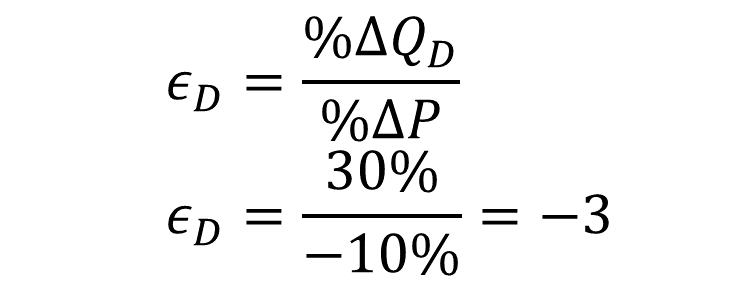 ϵ_D = %ΔQ_D / %ΔP
ϵ_D = 30% / −10% = −3